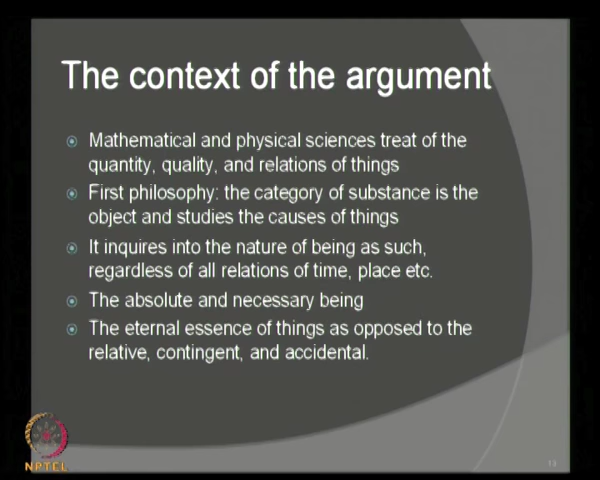 The context of the argument
Mathematical and physical sciences treat of the
quantity, quality, and relations of things
First philosophy: the category of substance is the
object and studies the causes of things
It inquires into the nature of being as such,
regardless of all relations of time, place etc.
The absolute and necessary being
The eternal essence of things as opposed to the
relative, contingent, and accidental.
NPTEL
13